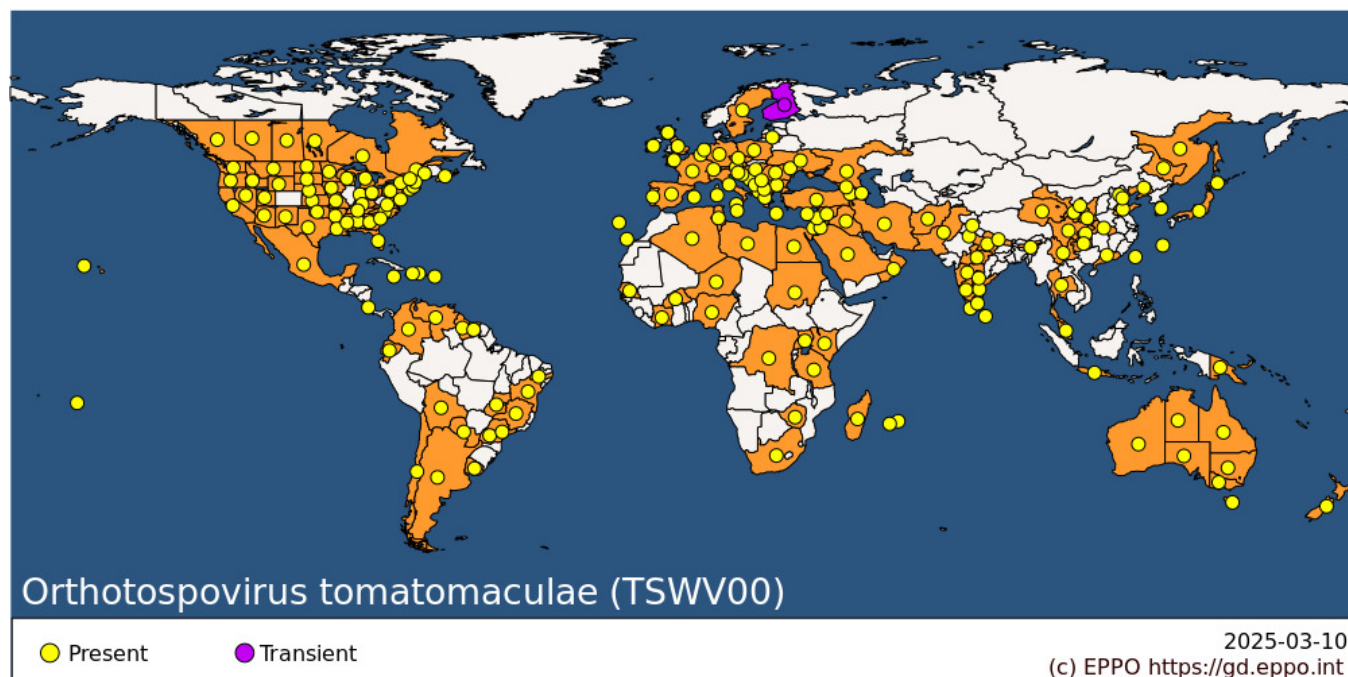 Orthotospovirus tomatomaculae (TSWV00)
Present
Transient
2025-03-10
(c) EPPO https://gd.eppo.int